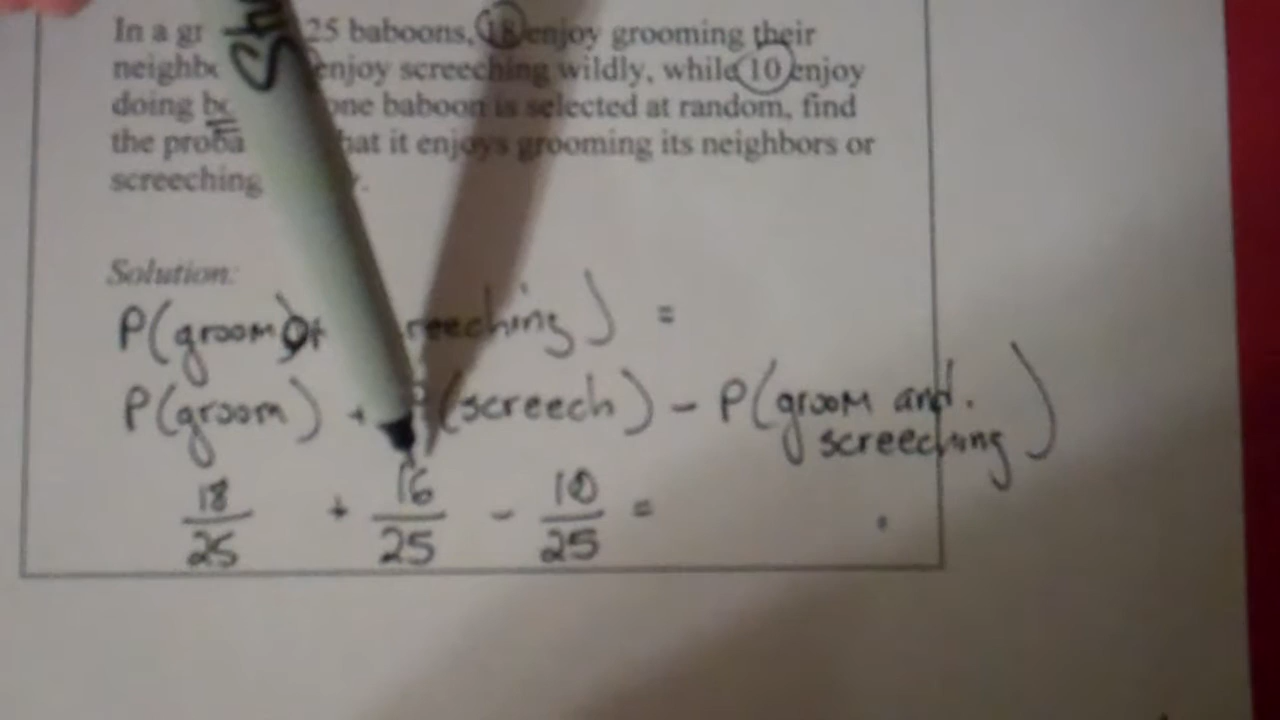 In a gr 25 baboons, 18 enjoy grooming their
neighb enjoy screeching wildly, while 10 enjoy
doing bo one baboon is selected at random, find
the proba hat it enjoys grooming its neighbors or
screeching .
Solution:
P(groom or reeching) =
P(groom) + P(screech) - P(groom and.
screeching)
18/25 + 16/25 - 10/25 =